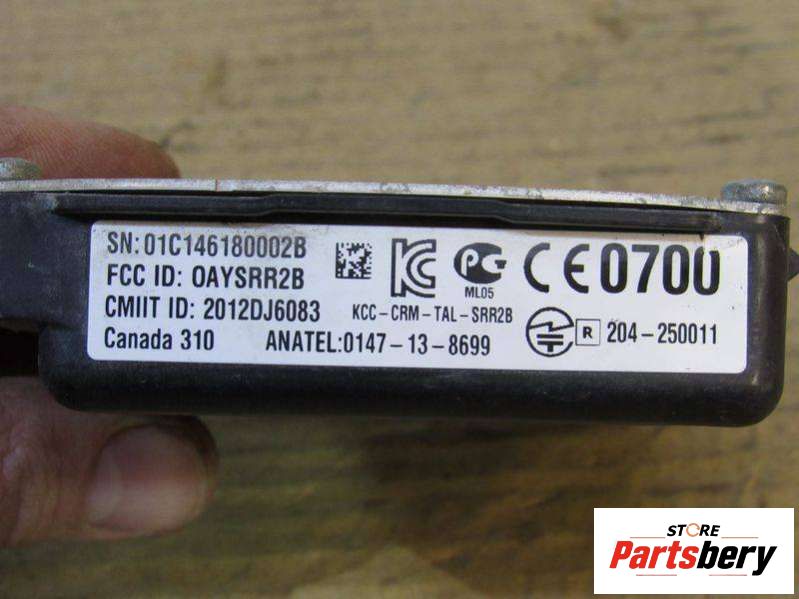 SN: 01C146180002B
FCC ID: OAYSRR2B
CMIIT ID: 2012DJ6083
Canada 310
ANATEL:0147-13-8699
ML05
KCC-CRM-TAL-SRR2B
CE0700
R 204-250011
STORE
Partsbery